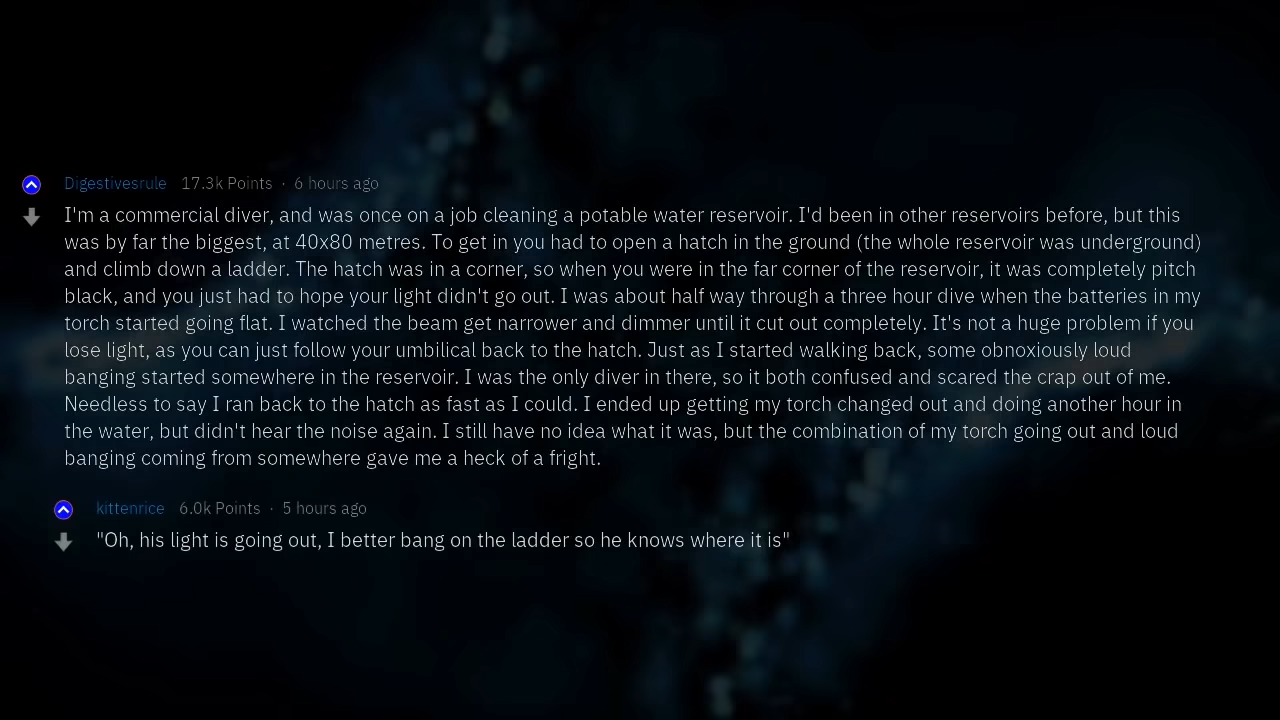 Digestivesrule 17.3k Points · 6 hours ago
I'm a commercial diver, and was once on a job cleaning a potable water reservoir. I'd been in other reservoirs before, but this
was by far the biggest, at 40x80 metres. To get in you had to open a hatch in the ground (the whole reservoir was underground)
and climb down a ladder. The hatch was in a corner, so when you were in the far corner of the reservoir, it was completely pitch
black, and you just had to hope your light didn't go out. I was about half way through a three hour dive when the batteries in my
torch started going flat. I watched the beam get narrower and dimmer until it cut out completely. It's not a huge problem if you
lose light, as you can just follow your umbilical back to the hatch. Just as I started walking back, some obnoxiously loud
banging started somewhere in the reservoir. I was the only diver in there, so it both confused and scared the crap out of me.
Needless to say I ran back to the hatch as fast as I could. I ended up getting my torch changed out and doing another hour in
the water, but didn't hear the noise again. I still have no idea what it was, but the combination of my torch going out and loud
banging coming from somewhere gave me a heck of a fright.
kittenrice 6.0k Points · 5 hours ago
"Oh, his light is going out, I better bang on the ladder so he knows where it is"